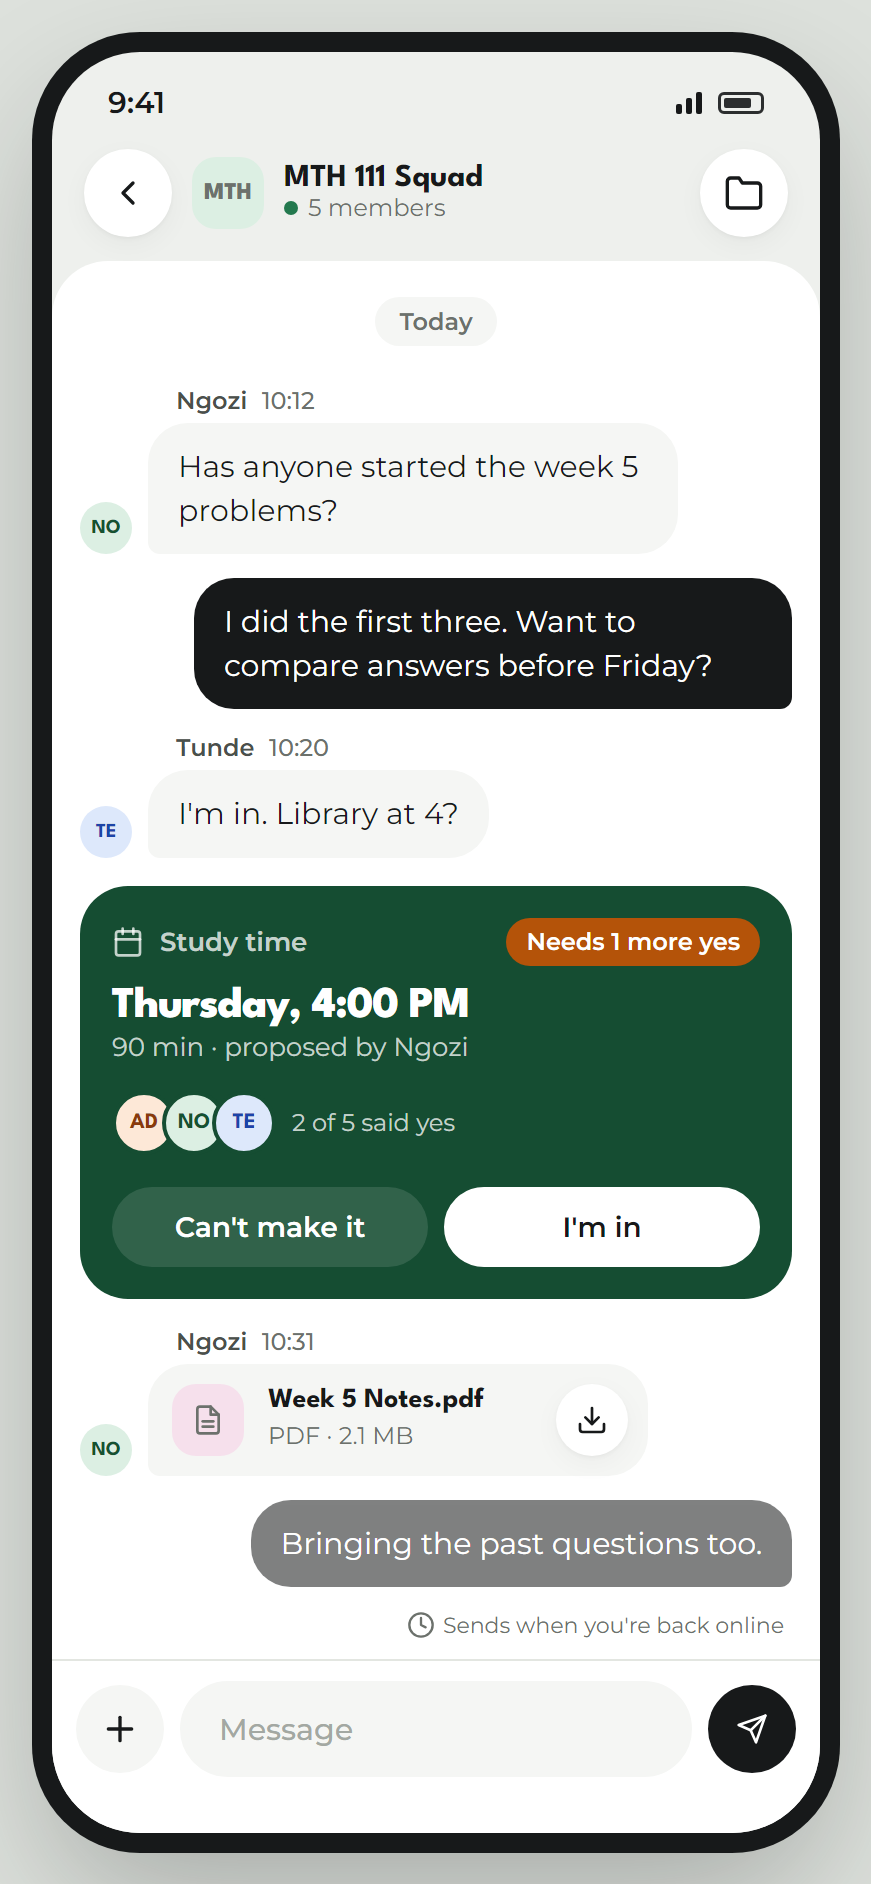 9:41
MTH
MTH 111 Squad
5 members
Today
Ngozi 10:12
Has anyone started the week 5
problems?
NO
I did the first three. Want to
compare answers before Friday?
Tunde 10:20
I'm in. Library at 4?
TE
Study time
Needs 1 more yes
Thursday, 4:00 PM
90 min · proposed by Ngozi
AD NO TE 2 of 5 said yes
Can't make it
I'm in
Ngozi 10:31
Week 5 Notes.pdf
PDF · 2.1 MB
NO
Bringing the past questions too.
Sends when you're back online
Message